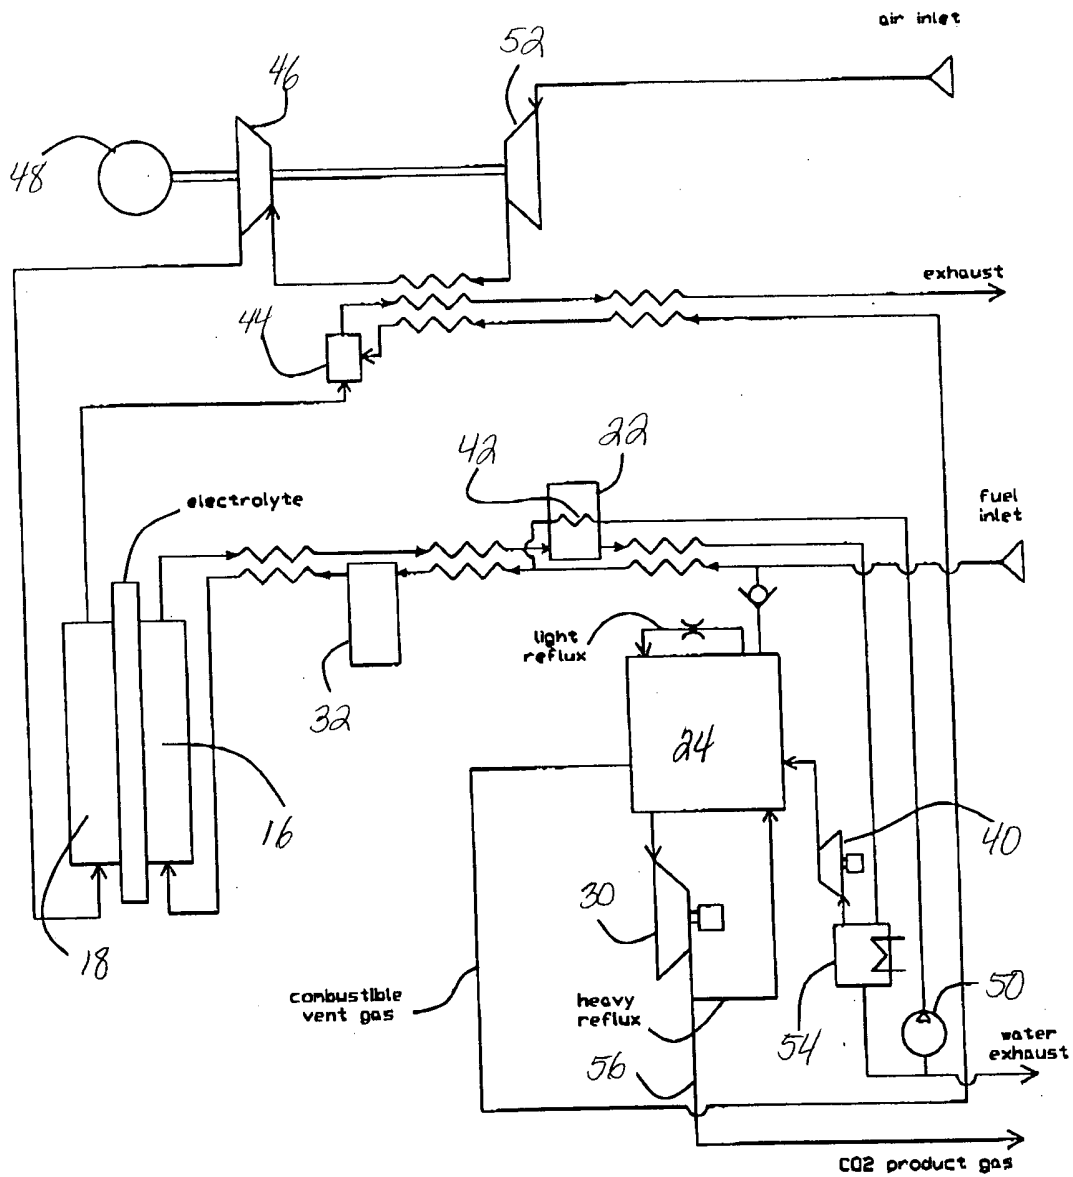 air inlet
52
46
48
exhaust
44
42
22
electrolyte
fuel
inlet
light
reflux
32
24
16
40
30
18
combustible
vent gas
heavy
reflux
50
54
water
exhaust
56
CO2 product gas